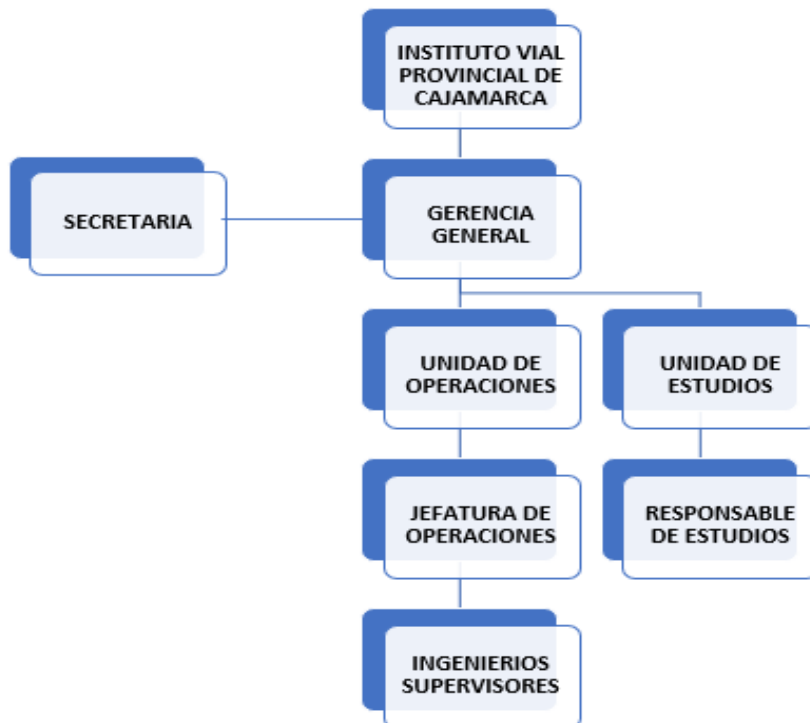 INSTITUTO VIAL
PROVINCIAL DE
CAJAMARCA
SECRETARIA
GERENCIA
GENERAL
UNIDAD DE
OPERACIONES
UNIDAD DE
ESTUDIOS
JEFATURA DE
OPERACIONES
RESPONSABLE
DE ESTUDIOS
INGENIERIOS
SUPERVISORES